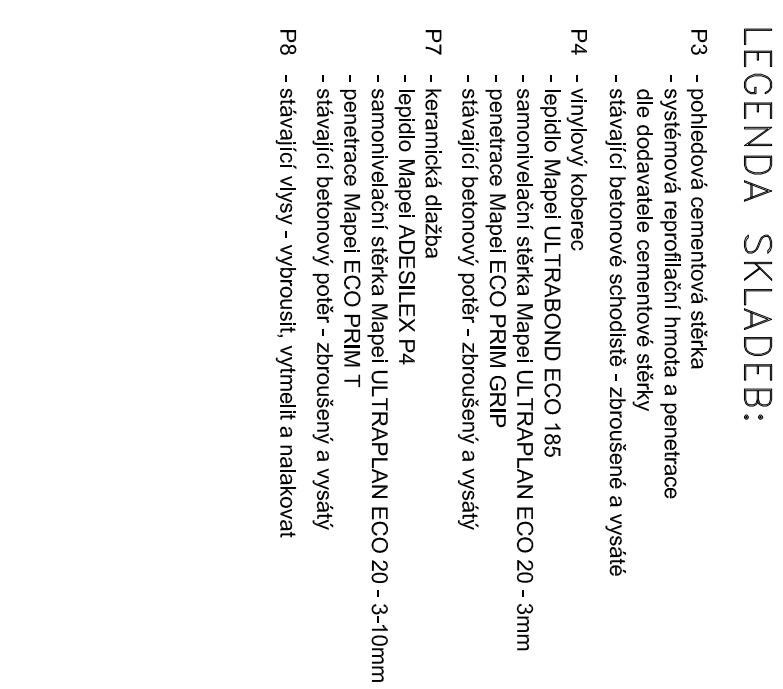 LEGENDA SKLADEB:
P3 - pohledová cementová stěrka
- systémová reprofilační hmota a penetrace
dle dodavatele cementové stěrky
- stávající betonové schodistě - zbroušené a vysáté
P4 - vinylový koberec
- lepidlo Mapei ULTRABOND ECO 185
- samonivelační stěrka Mapei ULTRAPLAN ECO 20 - 3mm
- penetrace Mapei ECO PRIM GRIP
- stávající betonový potěr - zbroušený a vysátý
P7 - keramická dlažba
- lepidlo Mapei ADESILEX P4
- samonivelační stěrka Mapei ULTRAPLAN ECO 20 - 3-10mm
- penetrace Mapei ECO PRIM T
- stávající betonový potěr - zbroušený a vysátý
P8 - stávající vlysy - vybrousit, vytmelit a nalakovat